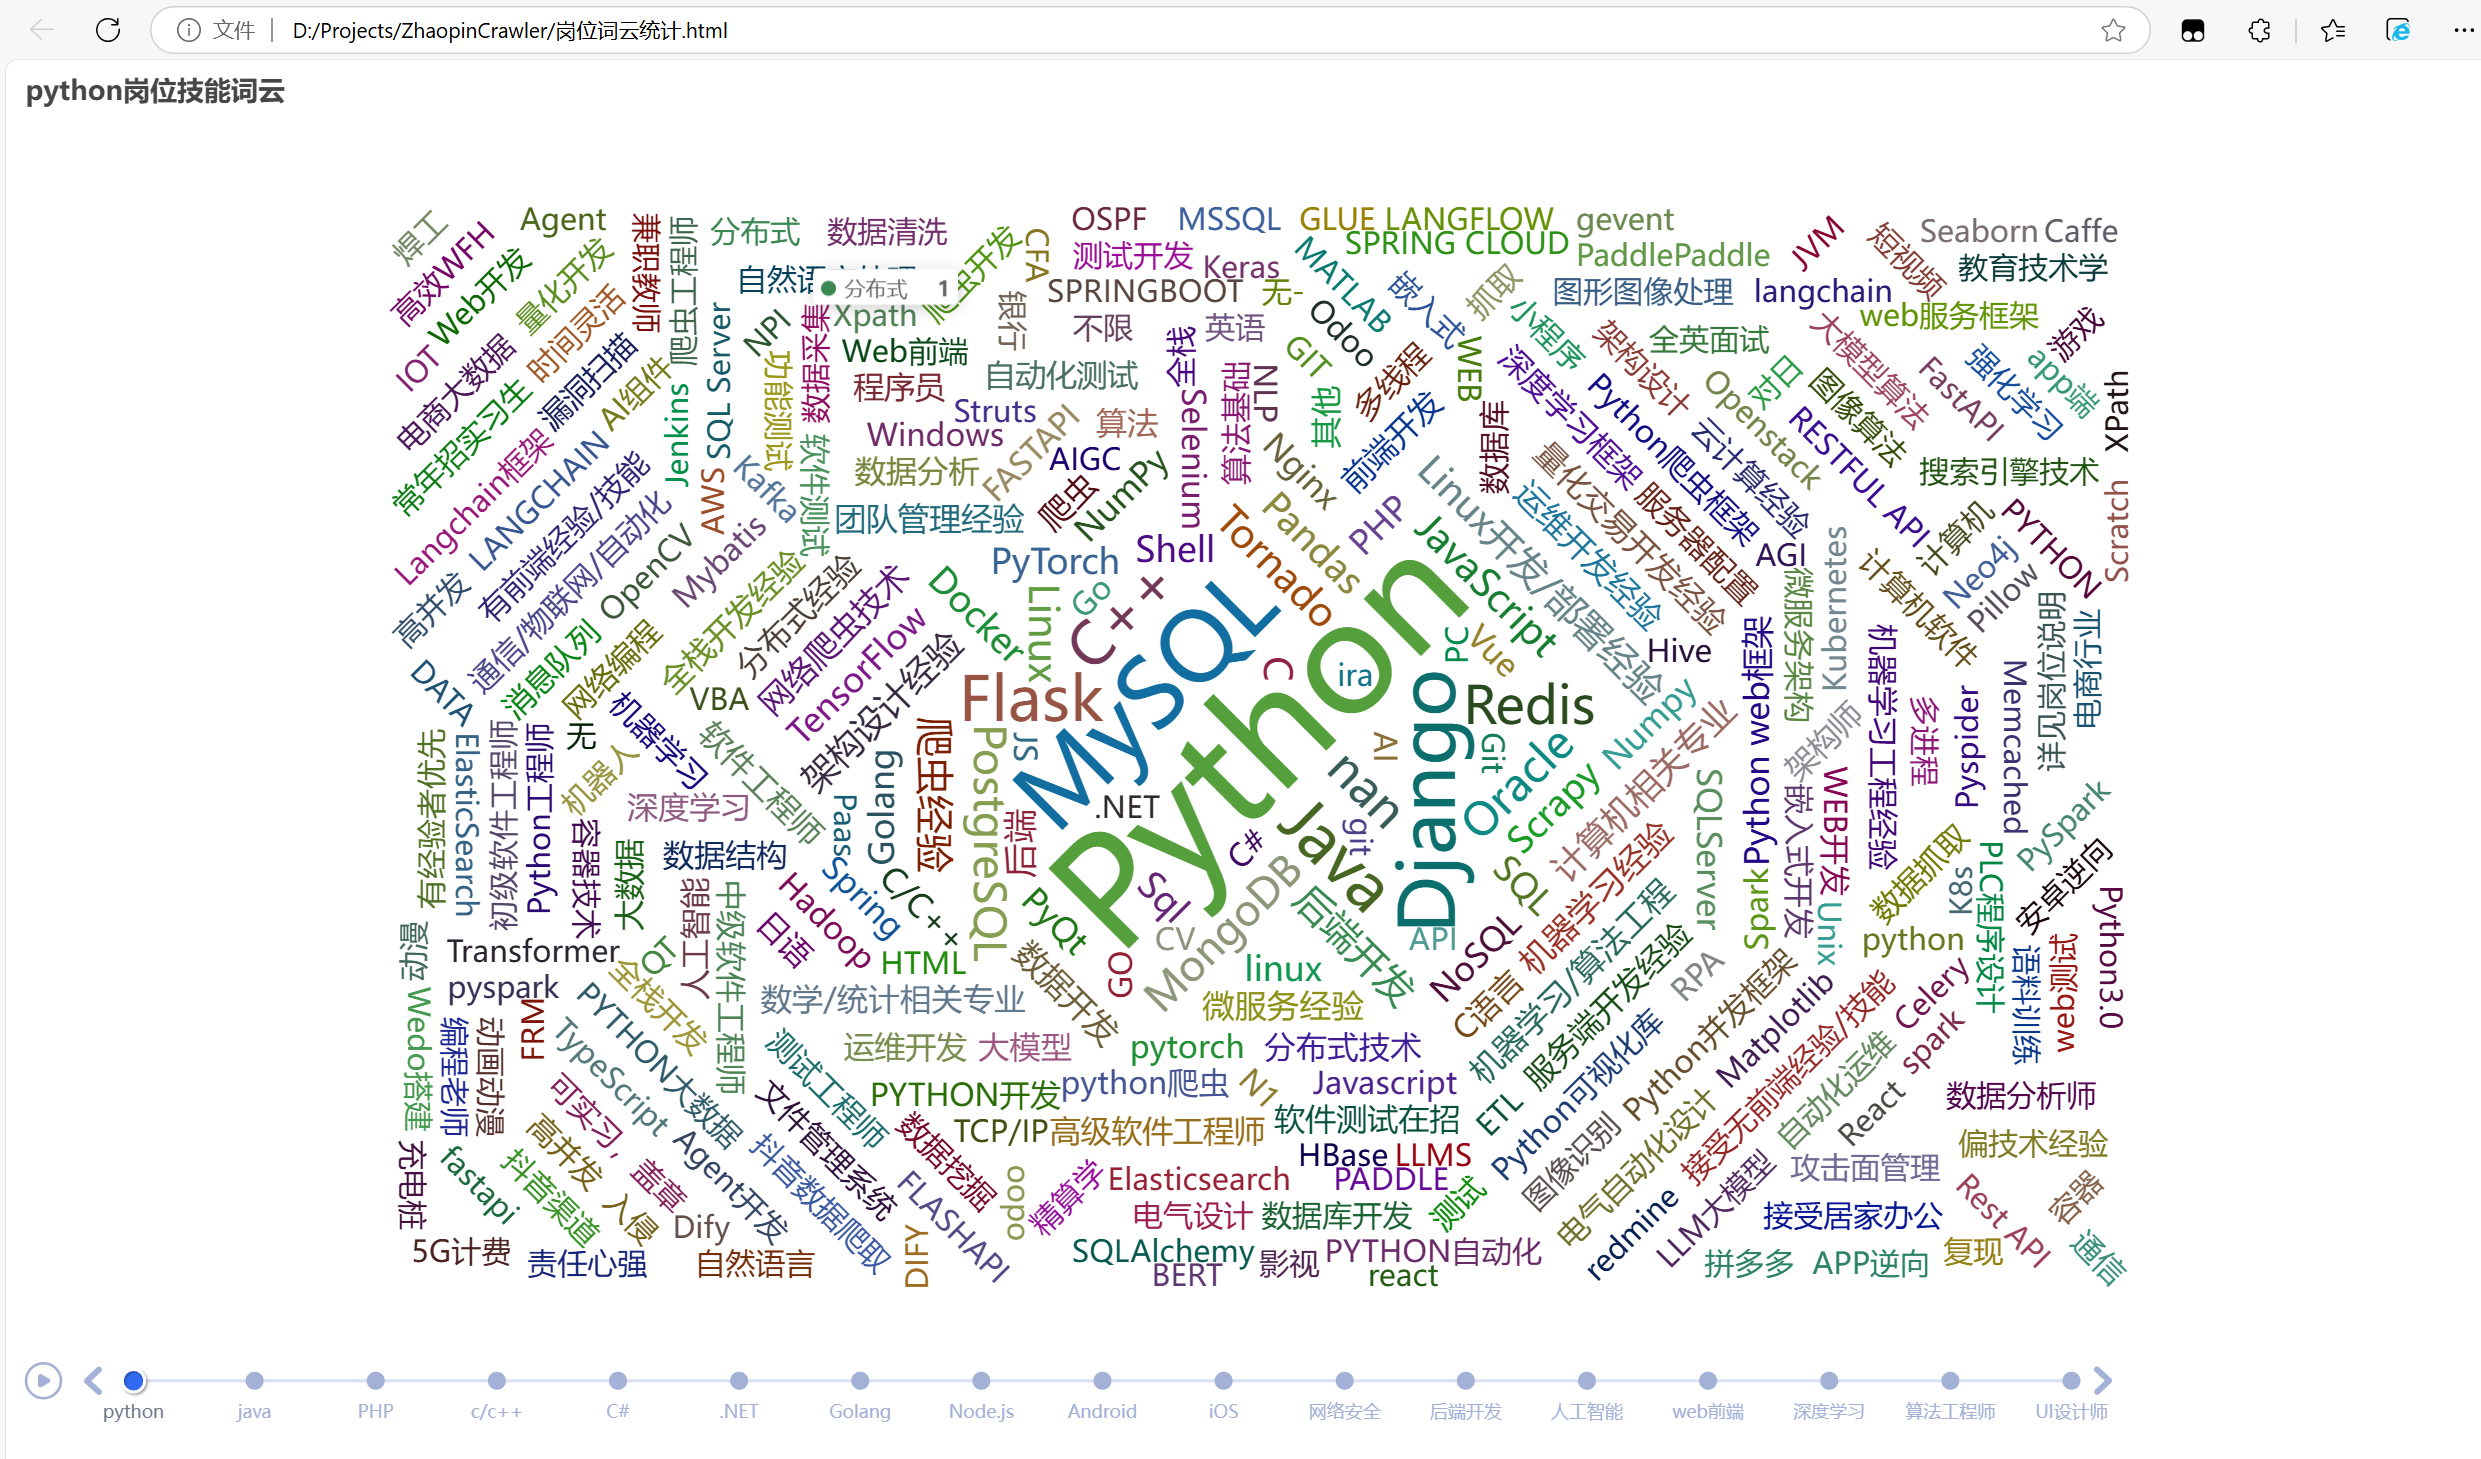 文件
D:/Projects/ZhaopinCrawler/岗位词云统计.html
python岗位技能词云
焊工
高效WFH
Agent
Web开发
量化开发
兼职教师
爬虫工程师
分布式
数据清洗
爬虫开发
CFA
OSPF
MSSQL
GLUE
LANGFLOW
gevent
SPRING CLOUD
测试开发
Keras
MATLAB
PaddlePaddle
JVM
短视频
Seaborn
Caffe
教育技术学
分布式 1
SPRINGBOOT
无-
嵌入式
抓取
图形图像处理
langchain
web服务框架
游戏
IOT
时间灵活
NPI
数据采集
Xpath
银行
不限
英语
Odoo
小程序
架构设计
全英面试
大模型算法
强化学习
app端
电商大数据
漏洞扫描
SQL Server
Web前端
程序员
自动化测试
全栈
GIT
多线程
WEB
深度学习框架
对日
FastAPI
XPath
常年招实习生
AI组件
Jenkins
功能测试
Struts
Windows
FASTAPI
算法
Selenium
算法基础
NLP
其他
前端开发
数据库
Python爬虫框架
Openstack
图像算法
RESTFUL API
搜索引擎技术
Langchain框架
LANGCHAIN
AWS
Kafka
软件测试
数据分析
AIGC
NumPy
Nginx
量化交易开发经验
云计算经验
Scratch
有前端经验/技能
团队管理经验
爬虫
Tornado
Pandas
PHP
Linux开发/部署经验
运维开发经验
服务器配置
计算机
PYTHON
高并发
通信/物联网/自动化
OpenCV
Mybatis
PyTorch
Shell
JavaScript
AGI
Kubernetes
计算机软件
Neo4j
Pillow
消息队列
网络编程
全栈开发经验
分布式经验
网络爬虫技术
Docker
Linux
Go
C++
MySQL
Python
PC
Vue
Hive
Python web框架
微服务架构
机器学习工程经验
详见岗位说明
电商行业
DATA
机器学习
VBA
TensorFlow
架构设计经验
Flask
C
ira
Django
Redis
Numpy
架构师
多进程
Pyspider
Memcached
有经验者优先
ElasticSearch
初级软件工程师
Python工程师
无
机器人
软件工程师
Golang
爬虫经验
PostgreSQL
JS
nan
AI
Git
Oracle
Scrapy
计算机相关专业
SQLServer
WEB开发
PySpark
深度学习
数据结构
Paas
后端
.NET
C#
Java
git
SQL
Spark
嵌入式开发
数据抓取
K8S
PLC程序设计
安卓逆向
Python3.0
容器技术
大数据
Hadoop
Spring
C/C++
PyQt
Sql
MongoDB
后端开发
API
NoSQL
机器学习经验
Unix
python
动漫
Transformer
QT
人工智能
中级软件工程师
日语
HTML
CV
GO
linux
C语言
机器学习/算法工程
服务端开发经验
RPA
语料训练
web测试
pyspark
全栈开发
数学/统计相关专业
数据开发
微服务经验
Python并发框架
Matplotlib
Celery
Wedo搭建
编程老师
动画动漫
FRM
TypeScript
PYTHON大数据
测试工程师
运维开发
大模型
pytorch
分布式技术
Python可视化库
接受无前端经验/技能
自动化运维
spark
可实习，盖章
文件管理系统
PYTHON开发
python爬虫
N1
Javascript
ETL
React
数据分析师
高并发
入侵
Agent开发
数据挖掘
TCP/IP
高级软件工程师
软件测试在招
图像识别
电气自动化设计
偏技术经验
充电桩
fastapi
抖音渠道
抖音数据爬取
FLASHAPI
oopo
精算学
Elasticsearch
HBase
LLMS
PADDLE
测试
redmine
LLM大模型
攻击面管理
Rest API
容器
Dify
DIFY
电气设计
数据库开发
接受居家办公
5G计费
责任心强
自然语言
SQLAlchemy
影视
PYTHON自动化
拼多多
APP逆向
复现
通信
BERT
react
python
java
PHP
c/c++
C#
.NET
Golang
Node.js
Android
iOS
网络安全
后端开发
人工智能
web前端
深度学习
算法工程师
UI设计师